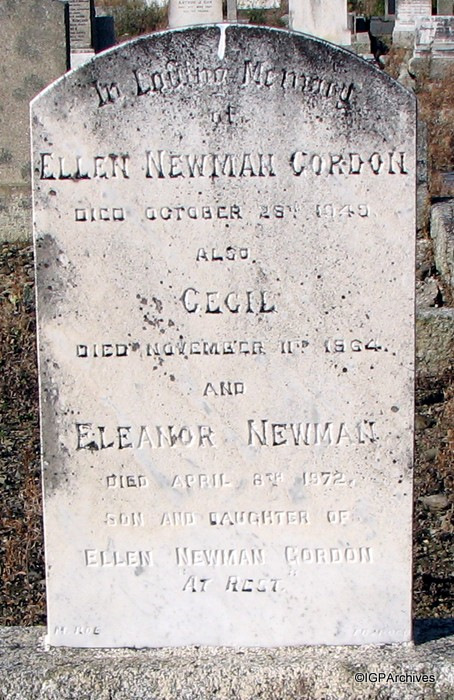 In Loving Memory
of
ELLEN NEWMAN GORDON
DIED OCTOBER 28TH 1949.
ALSO
CECIL
DIED NOVEMBER 11TH 1964.
AND
ELEANOR NEWMAN
DIED APRIL 8TH 1972.
SON AND DAUGHTER OF
ELLEN NEWMAN GORDON
"AT REST"
©IGPArchives